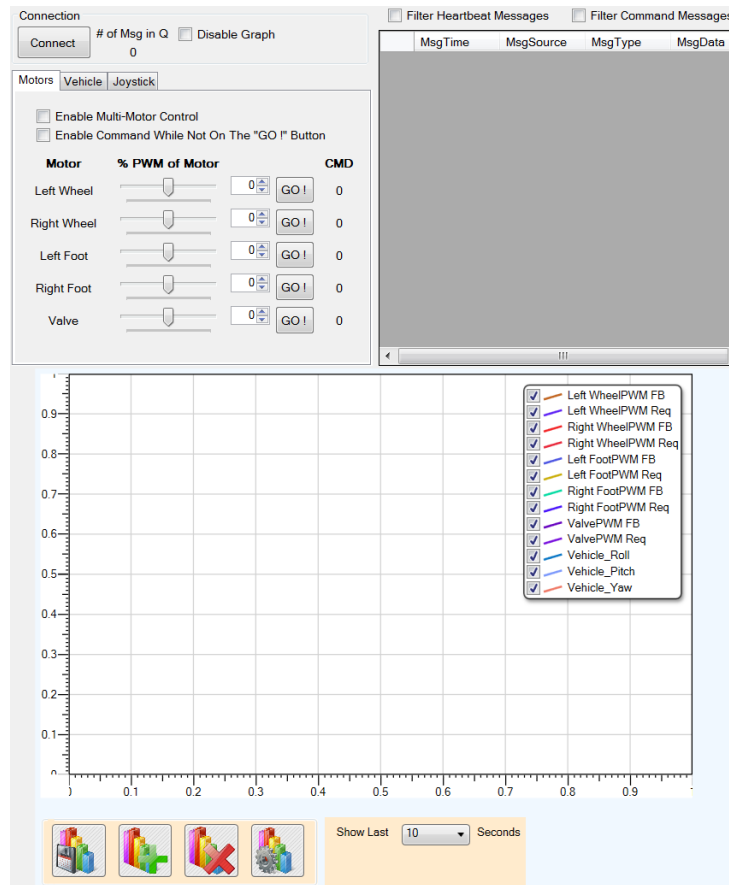 Connection
Connect
# of Msg in Q
0
Disable Graph
Filter Heartbeat Messages
Filter Command Messages
MsgTime MsgSource MsgType MsgData
Motors Vehicle Joystick
Enable Multi-Motor Control
Enable Command While Not On The "GO !" Button
Motor % PWM of Motor CMD
Left Wheel 0 GO ! 0
Right Wheel 0 GO ! 0
Left Foot 0 GO ! 0
Right Foot 0 GO ! 0
Valve 0 GO ! 0
0.9
0.8
0.7
0.6
0.5
0.4
0.3
0.2
0.1
0.1 0.2 0.3 0.4 0.5 0.6 0.7 0.8 0.9
Left WheelPWM FB
Left WheelPWM Req
Right WheelPWM FB
Right WheelPWM Req
Left FootPWM FB
Left FootPWM Req
Right FootPWM FB
Right FootPWM Req
ValvePWM FB
ValvePWM Req
Vehicle_Roll
Vehicle_Pitch
Vehicle_Yaw
Show Last 10 Seconds